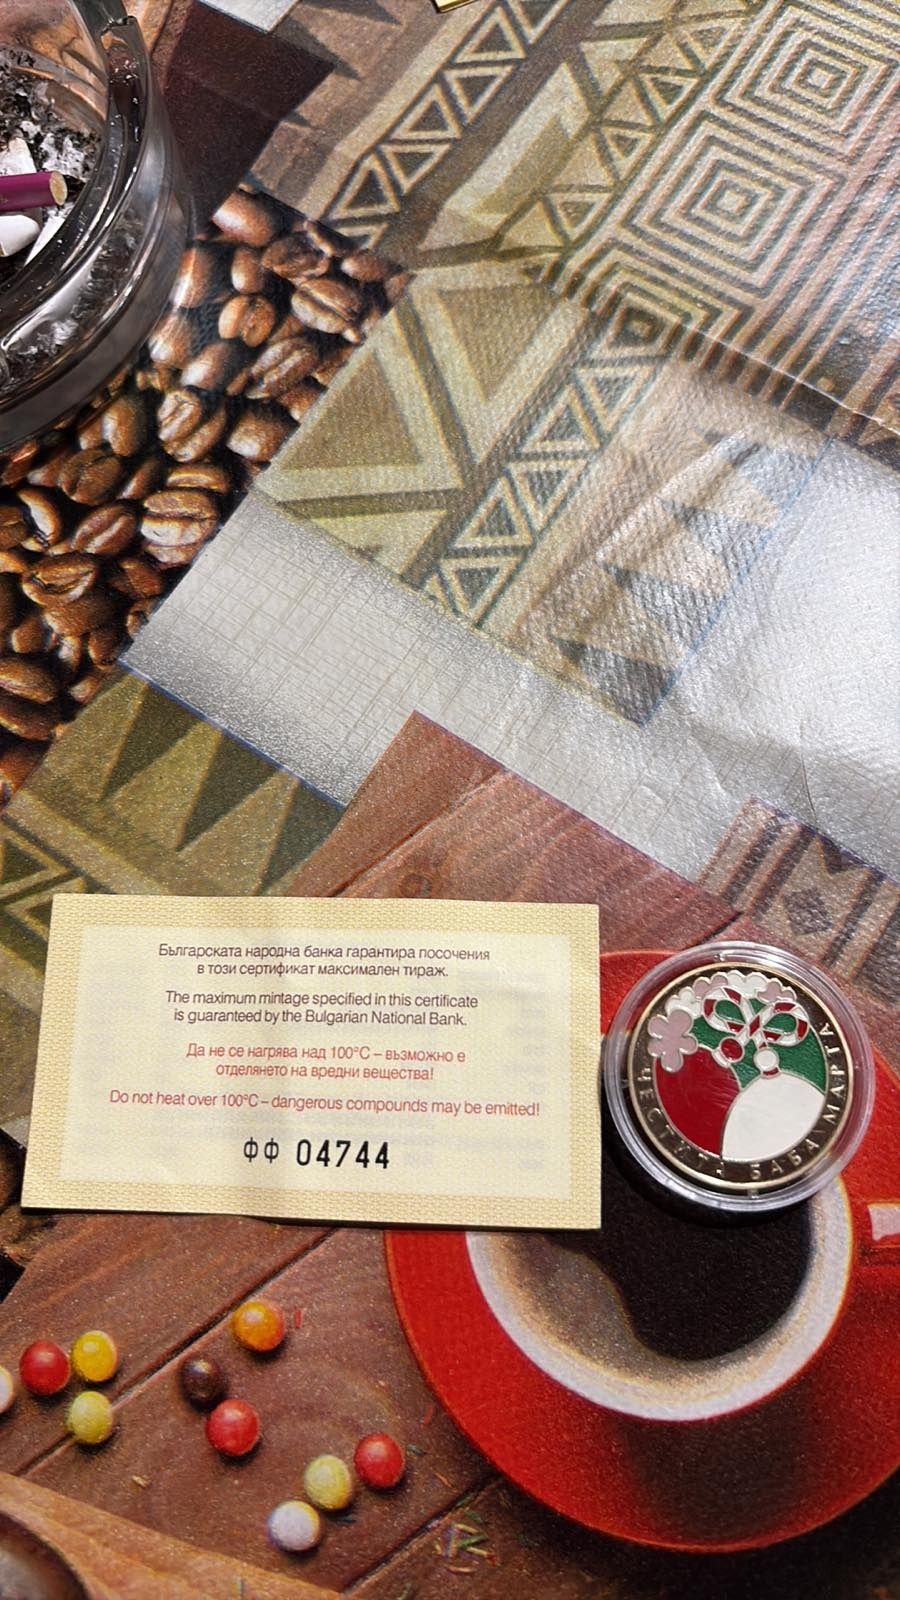 Българската народна банка гарантира посочения
в този сертификат максимален тираж.
The maximum mintage specified in this certificate
is guaranteed by the Bulgarian National Bank.
Да не се нагрява над 100°C – възможно е
отделянето на вредни вещества!
Do not heat over 100°C – dangerous compounds may be emitted!
ФФ 04744
ЧЕСТИТА БАБА МАРТА